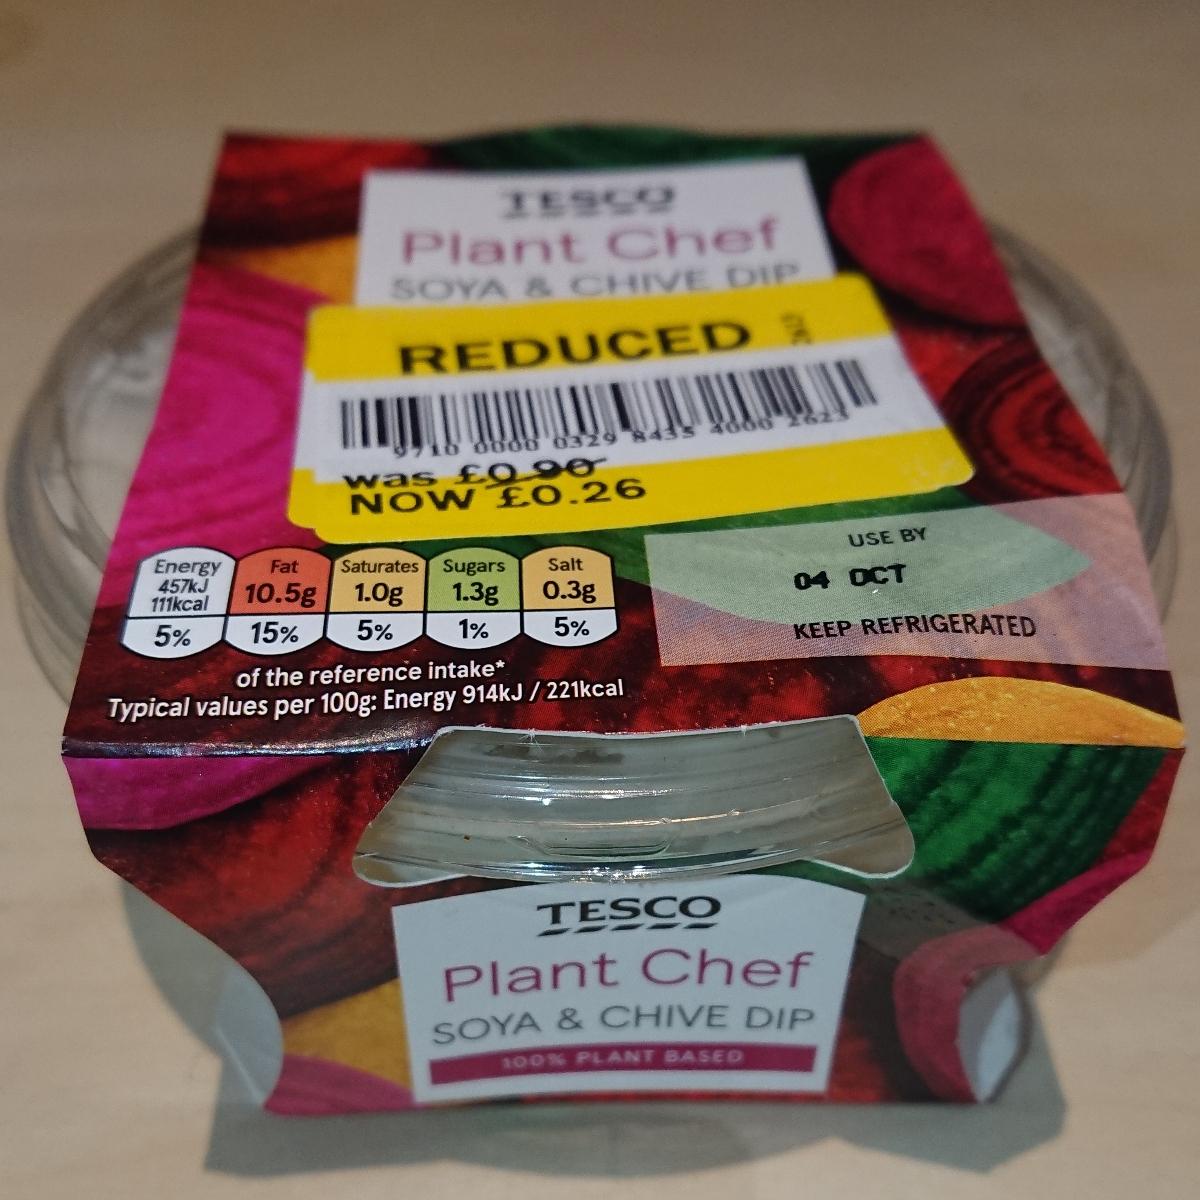 TESCO
Plant Chef
SOYA & CHIVE DIP
REDUCED
9710 0000 0329 8435 4000 2623
was £0.90
NOW £0.26
Energy
457kJ
111kcal
5%
Fat
10.5g
15%
Saturates
1.0g
5%
Sugars
1.3g
1%
Salt
0.3g
5%
of the reference intake*
Typical values per 100g: Energy 914kJ / 221kcal
USE BY
04 OCT
KEEP REFRIGERATED
TESCO
Plant Chef
SOYA & CHIVE DIP
100% PLANT BASED